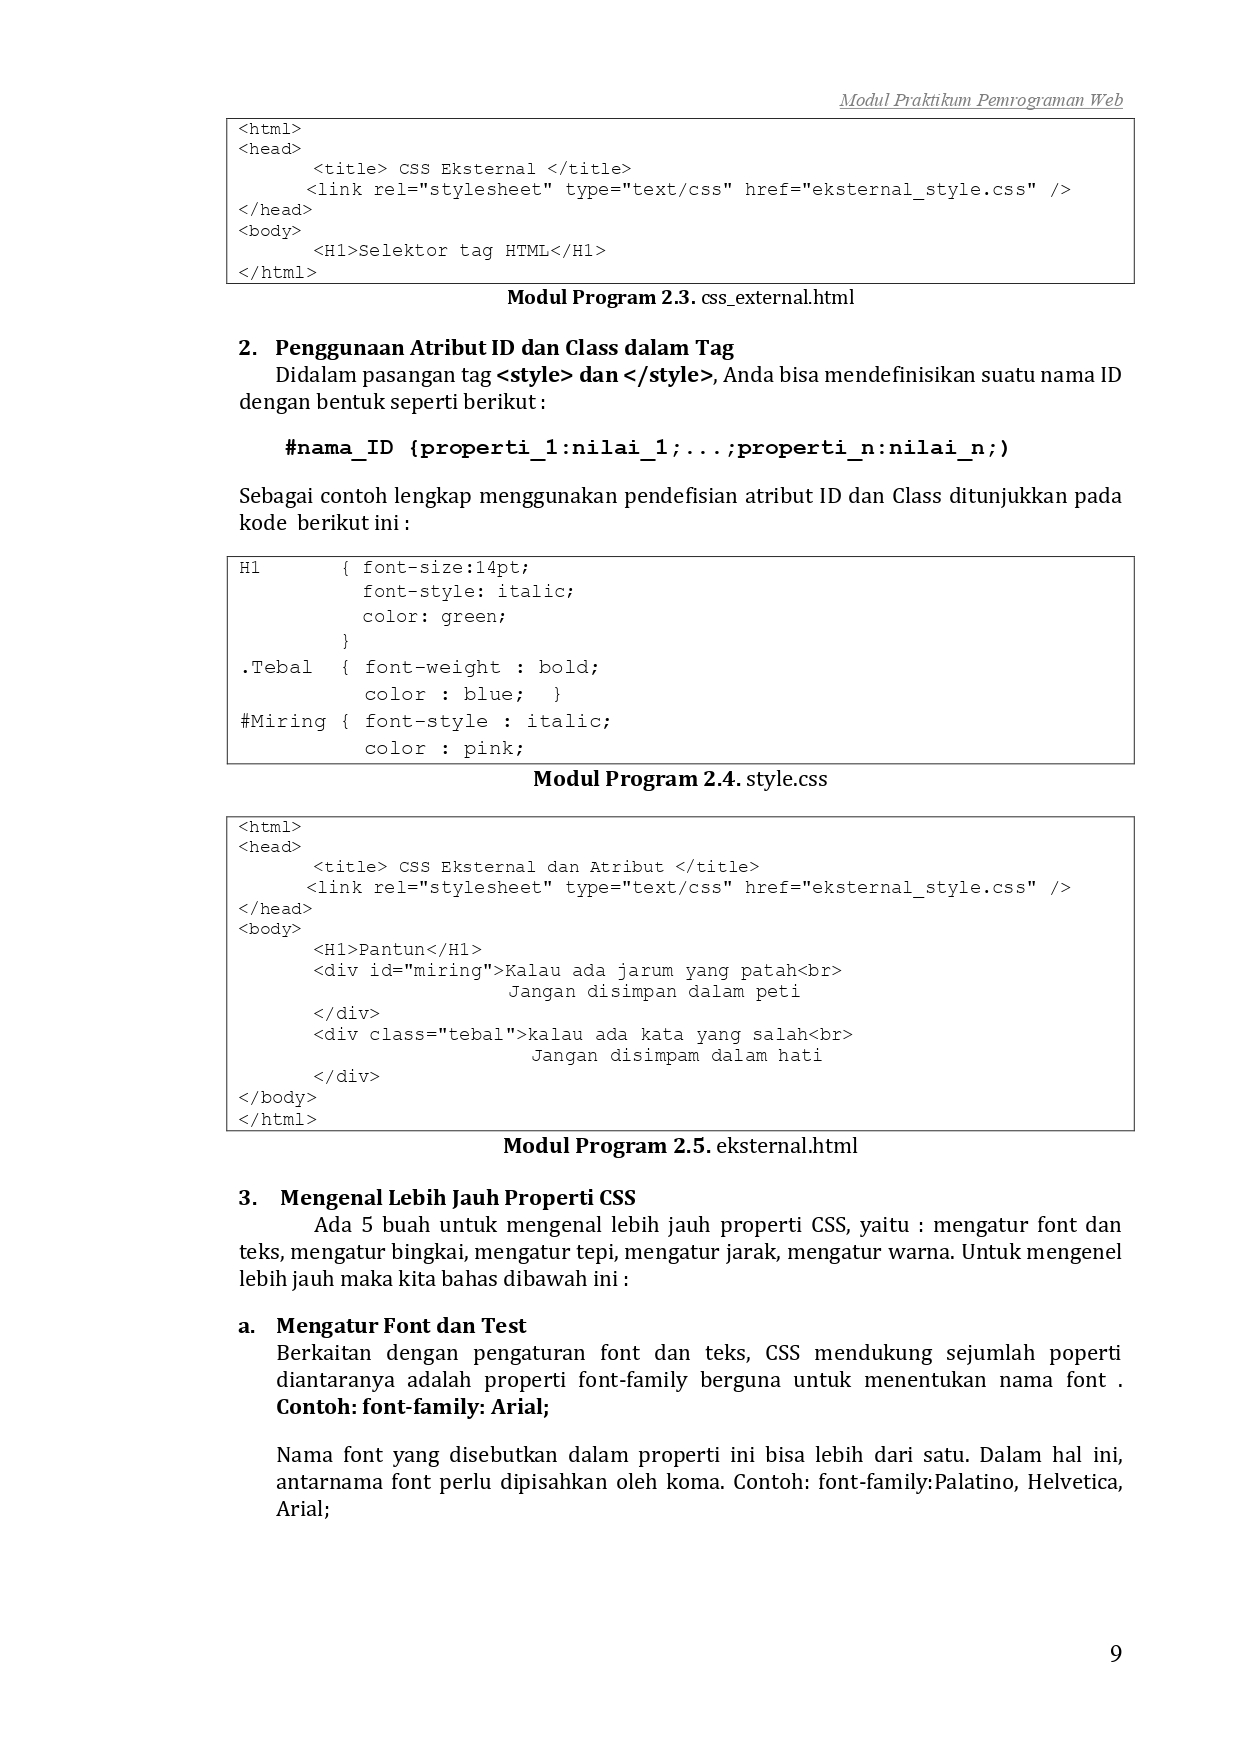 Modul Praktikum Pemrograman Web
<html>
<head>
<title> CSS Eksternal </title>
<link rel="stylesheet" type="text/css" href="eksternal_style.css" />
</head>
<body>
<H1>Selektor tag HTML</H1>
</html>
Modul Program 2.3. css_external.html
2. Penggunaan Atribut ID dan Class dalam Tag
Didalam pasangan tag <style> dan </style>, Anda bisa mendefinisikan suatu nama ID
dengan bentuk seperti berikut :
#nama_ID {properti_1:nilai_1;...;properti_n:nilai_n;)
Sebagai contoh lengkap menggunakan pendefisian atribut ID dan Class ditunjukkan pada
kode berikut ini :
H1 { font-size:14pt;
font-style: italic;
color: green;
}
.Tebal { font-weight : bold;
color : blue; }
#Miring { font-style : italic;
color : pink;
Modul Program 2.4. style.css
<html>
<head>
<title> CSS Eksternal dan Atribut </title>
<link rel="stylesheet" type="text/css" href="eksternal_style.css" />
</head>
<body>
<H1>Pantun</H1>
<div id="miring">Kalau ada jarum yang patah<br>
Jangan disimpan dalam peti
</div>
<div class="tebal">kalau ada kata yang salah<br>
Jangan disimpam dalam hati
</div>
</body>
</html>
Modul Program 2.5. eksternal.html
3. Mengenal Lebih Jauh Properti CSS
Ada 5 buah untuk mengenal lebih jauh properti CSS, yaitu : mengatur font dan
teks, mengatur bingkai, mengatur tepi, mengatur jarak, mengatur warna. Untuk mengenel
lebih jauh maka kita bahas dibawah ini :
a. Mengatur Font dan Test
Berkaitan dengan pengaturan font dan teks, CSS mendukung sejumlah poperti
diantaranya adalah properti font-family berguna untuk menentukan nama font .
Contoh: font-family: Arial;
Nama font yang disebutkan dalam properti ini bisa lebih dari satu. Dalam hal ini,
antarnama font perlu dipisahkan oleh koma. Contoh: font-family:Palatino, Helvetica,
Arial;
9